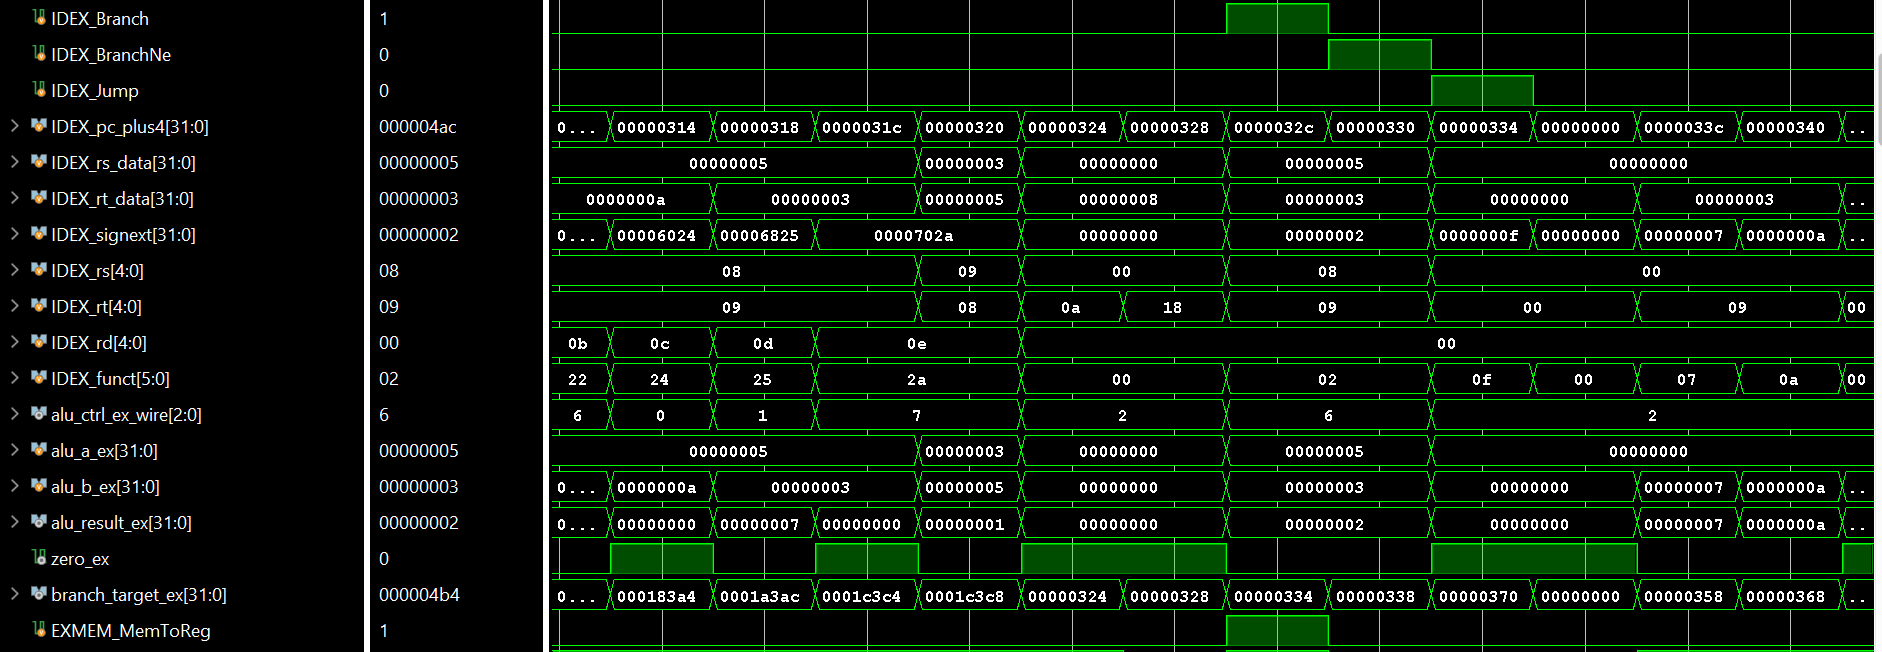 IDEX_Branch 1
IDEX_BranchNe 0
IDEX_Jump 0
IDEX_pc_plus4[31:0] 000004ac 0... 00000314 00000318 0000031c 00000320 00000324 00000328 0000032c 00000330 00000334 00000000 0000033c 00000340 ..
IDEX_rs_data[31:0] 00000005 00000005 00000003 00000000 00000005 00000000
IDEX_rt_data[31:0] 00000003 0000000a 00000003 00000005 00000008 00000003 00000000 00000003 ..
IDEX_signext[31:0] 00000002 0... 00006024 00006825 0000702a 00000000 00000002 0000000f 00000000 00000007 0000000a ..
IDEX_rs[4:0] 08 08 09 00 08 00
IDEX_rt[4:0] 09 09 08 0a 18 09 00 09 00
IDEX_rd[4:0] 00 0b 0c 0d 0e 00
IDEX_funct[5:0] 02 22 24 25 2a 00 02 0f 00 07 0a 00
alu_ctrl_ex_wire[2:0] 6 6 0 1 7 2 6 2
alu_a_ex[31:0] 00000005 00000005 00000003 00000000 00000005 00000000
alu_b_ex[31:0] 00000003 0... 0000000a 00000003 00000005 00000000 00000003 00000000 00000007 0000000a ..
alu_result_ex[31:0] 00000002 0... 00000000 00000007 00000000 00000001 00000000 00000002 00000000 00000007 0000000a ..
zero_ex 0
branch_target_ex[31:0] 000004b4 0... 000183a4 0001a3ac 0001c3c4 0001c3c8 00000324 00000328 00000334 00000338 00000370 00000000 00000358 00000368 ..
EXMEM_MemToReg 1